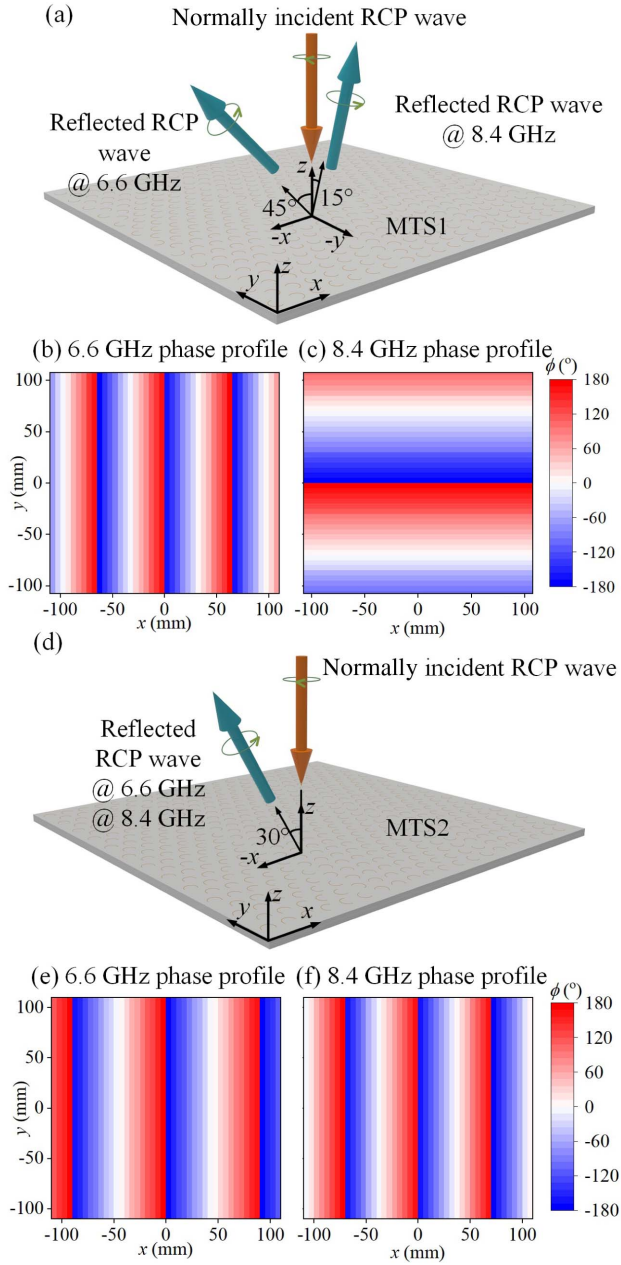 (a)
Normally incident RCP wave
Reflected RCP
wave
@ 6.6 GHz
Reflected RCP wave
@ 8.4 GHz
z
45°
15°
-x
-y
MTS1
y
z
x
(b) 6.6 GHz phase profile
(c) 8.4 GHz phase profile
ϕ (°)
100
50
0
-50
-100
y (mm)
-100
-50
0
50
100
x (mm)
-100
-50
0
50
100
x (mm)
180
120
60
0
-60
-120
-180
(d)
Normally incident RCP wave
Reflected
RCP wave
@ 6.6 GHz
@ 8.4 GHz
z
30°
-x
MTS2
y
z
x
(e) 6.6 GHz phase profile
(f) 8.4 GHz phase profile
ϕ (°)
100
50
0
-50
-100
y (mm)
-100
-50
0
50
100
x (mm)
-100
-50
0
50
100
x (mm)
180
120
60
0
-60
-120
-180